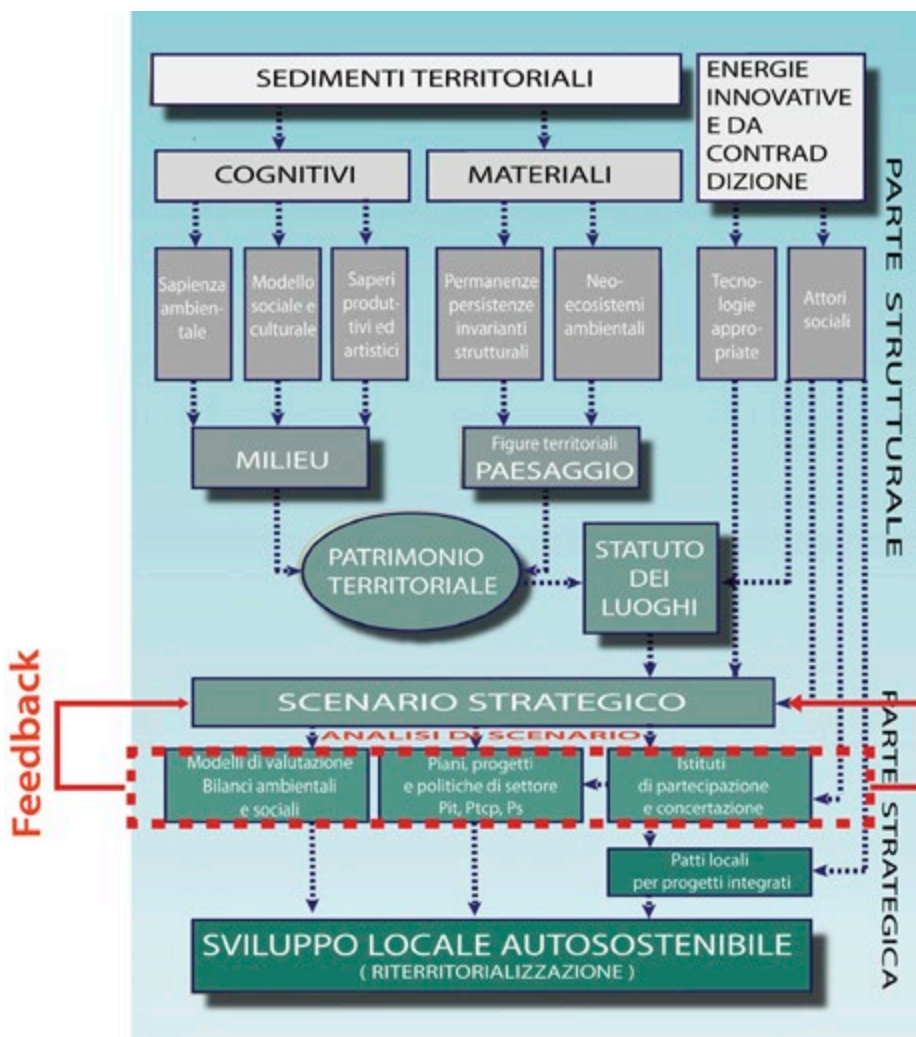 SEDIMENTI TERRITORIALI
ENERGIE
INNOVATIVE
E DA
CONTRAD
DIZIONE
COGNITIVI
MATERIALI
Sapienza
ambien-
tale
Modello
sociale e
culturale
Saperi
produt-
tivi ed
artistici
Permanenze
persistenze
invarianti
strutturali
Neo-
ecosistemi
ambientali
Tecno-
logie
appro-
priate
Attori
sociali
PARTE STRUTTURALE
MILIEU
Figure territoriali
PAESAGGIO
PATRIMONIO
TERRITORIALE
STATUTO
DEI
LUOGHI
Feedback
SCENARIO STRATEGICO
ANALISI DI SCENARIO
Modelli di valutazione
Bilanci ambientali
e sociali
Piani, progetti
e politiche di settore
Pit, Ptcp, Ps
Istituti
di partecipazione
e concertazione
Patti locali
per progetti integrati
PARTE STRATEGICA
SVILUPPO LOCALE AUTOSOSTENIBILE
( RITERRITORIALIZZAZIONE )